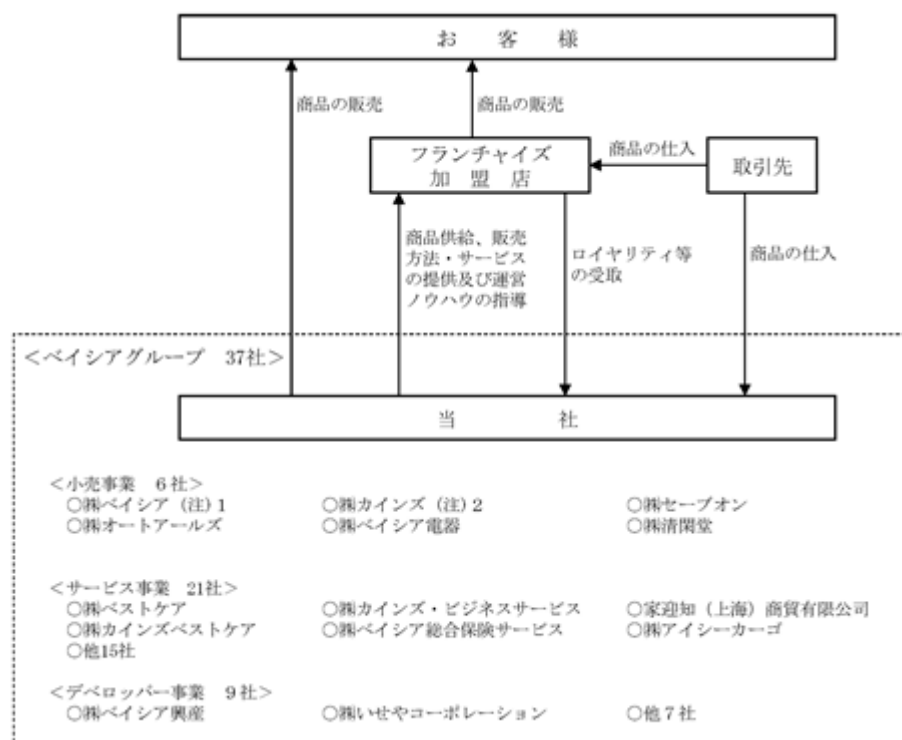 お 客 様
商品の販売
商品の販売
フランチャイズ
加 盟 店
商品の仕入
取引先
商品供給、販売
方法・サービス
の提供及び運営
ノウハウの指導
ロイヤリティ等
の受取
商品の仕入
＜ベイシアグループ 37社＞
当 社
＜小売事業 6社＞
○㈱ベイシア（注）1 ○㈱カインズ（注）2 ○㈱セーブオン
○㈱オートアールズ ○㈱ベイシア電器 ○㈱清閑堂
＜サービス事業 21社＞
○㈱ベストケア ○㈱カインズ・ビジネスサービス ○家迎知（上海）商貿有限公司
○㈱カインズベストケア ○㈱ベイシア総合保険サービス ○㈱アイシーカーゴ
○他15社
＜デベロッパー事業 9社＞
○㈱ベイシア興産 ○㈱いせやコーポレーション ○他7社